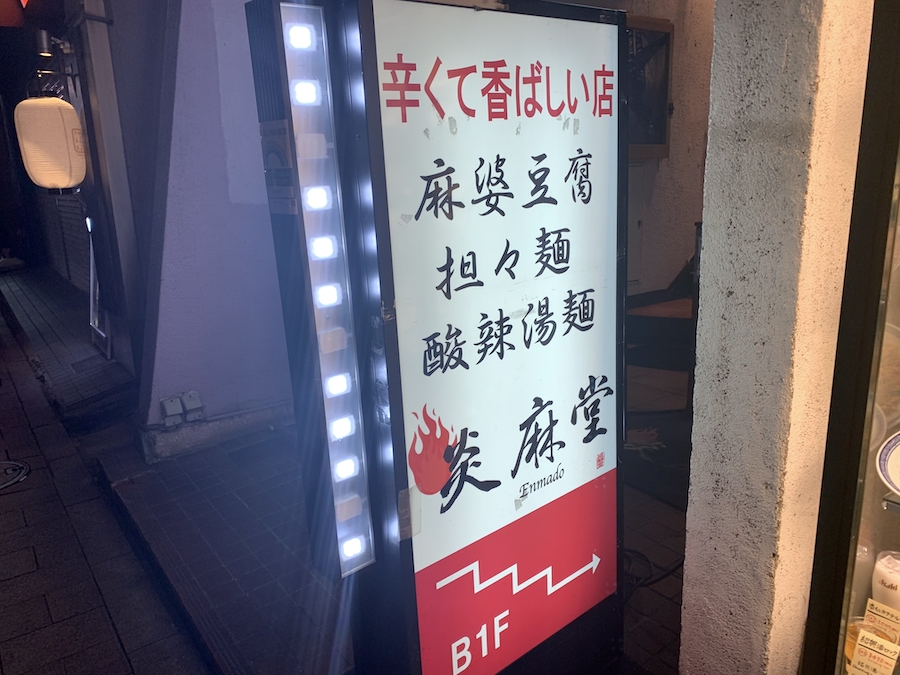 辛くて香ばしい店
麻婆豆腐
担々麺
酸辣湯麺
炎麻堂
Enmado
B1F
Asahi